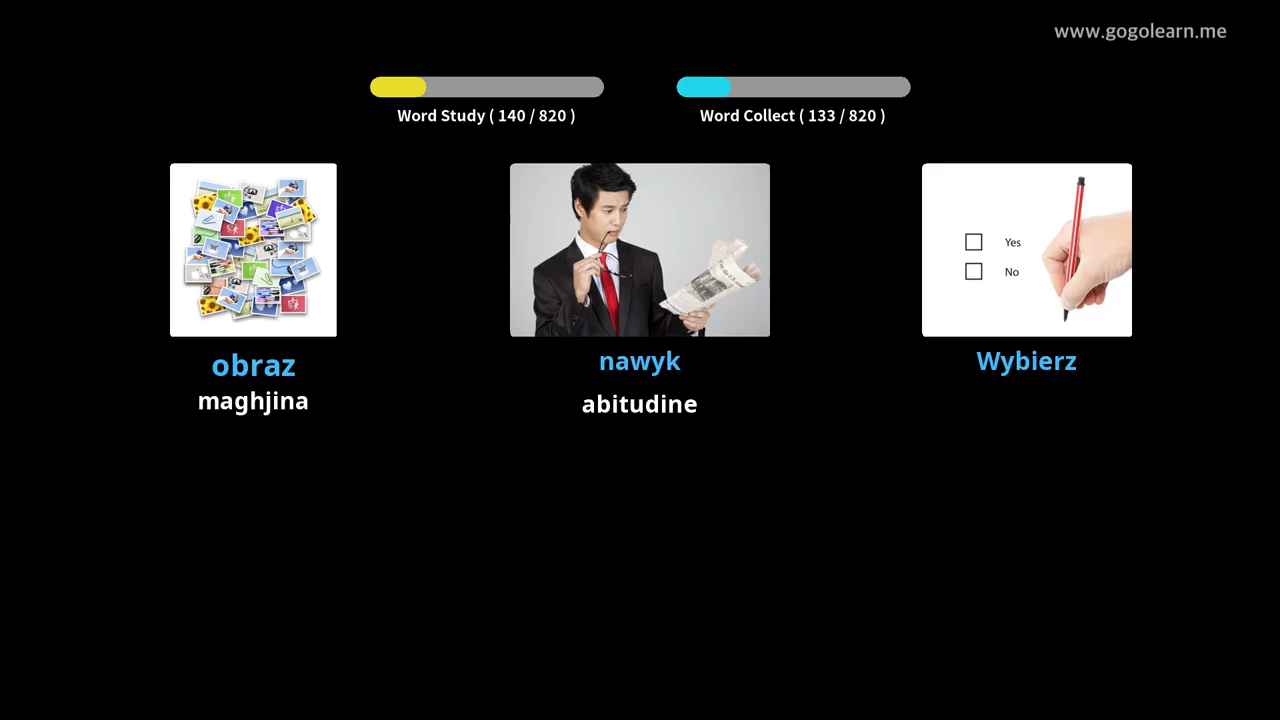 www.gogolearn.me
Word Study ( 140 / 820 )
Word Collect ( 133 / 820 )
Yes
No
obraz
maghjina
nawyk
abitudine
Wybierz